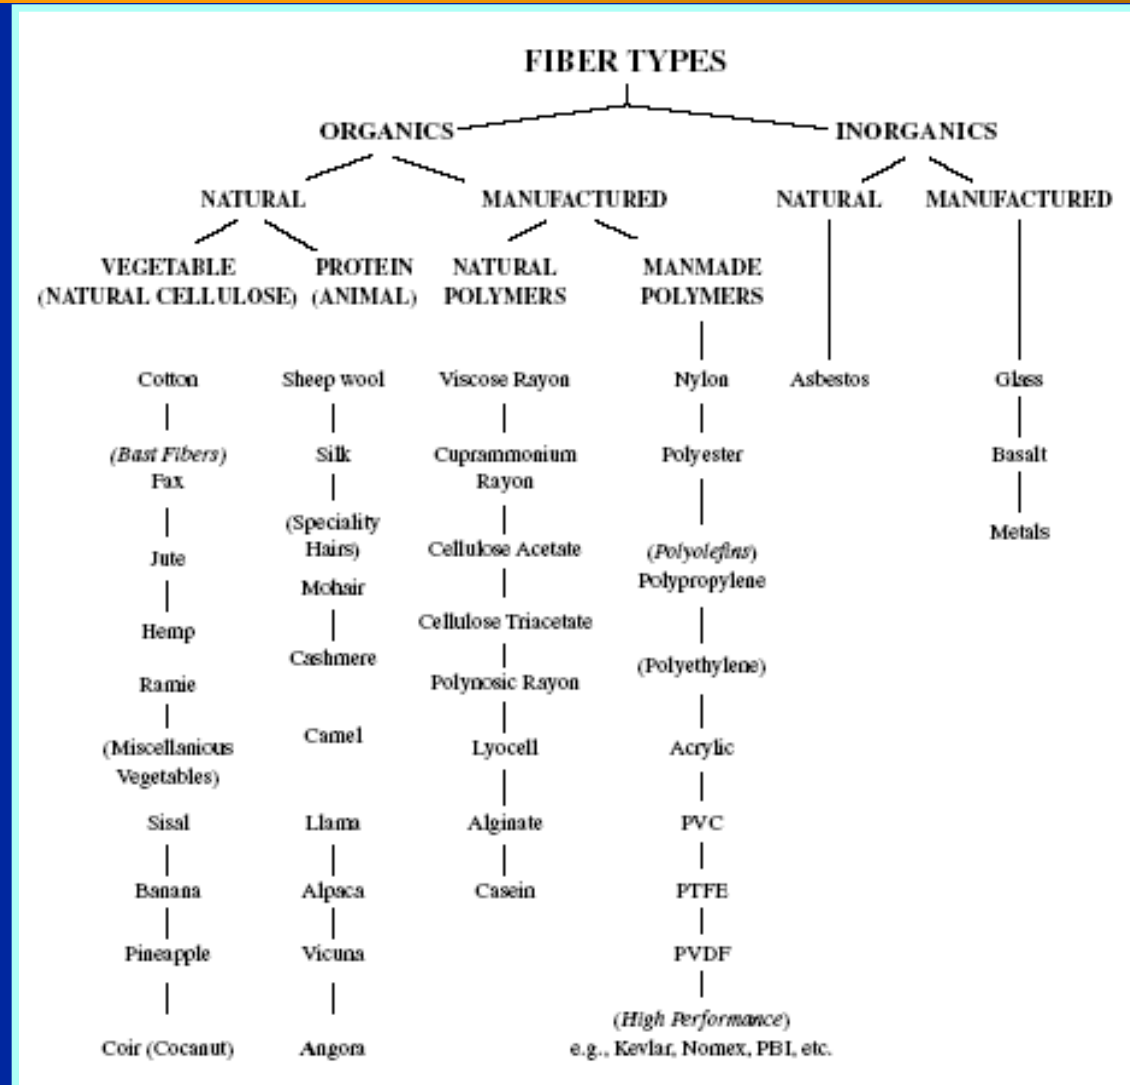 FIBER TYPES
ORGANICS INORGANICS
NATURAL MANUFACTURED NATURAL MANUFACTURED
VEGETABLE
(NATURAL CELLULOSE)
PROTEIN
(ANIMAL)
NATURAL
POLYMERS
MANMADE
POLYMERS
Cotton
(Bast Fibers)
Fax
Jute
Hemp
Ramie
(Miscellanious
Vegetables)
Sisal
Banana
Pineapple
Coir (Cocanut)
Sheep wool
Silk
(Speciality
Hairs)
Mohair
Cashmere
Camel
Llama
Alpaca
Vicuna
Angora
Viscose Rayon
Cuprammonium
Rayon
Cellulose Acetate
Cellulose Triacetate
Polynosic Rayon
Lyocell
Alginate
Casein
Nylon
Polyester
(Polyolefins)
Polypropylene
(Polyethylene)
Acrylic
PVC
PTFE
PVDF
(High Performance)
e.g., Kevlar, Nomex, PBI, etc.
Asbestos
Glass
Basalt
Metals